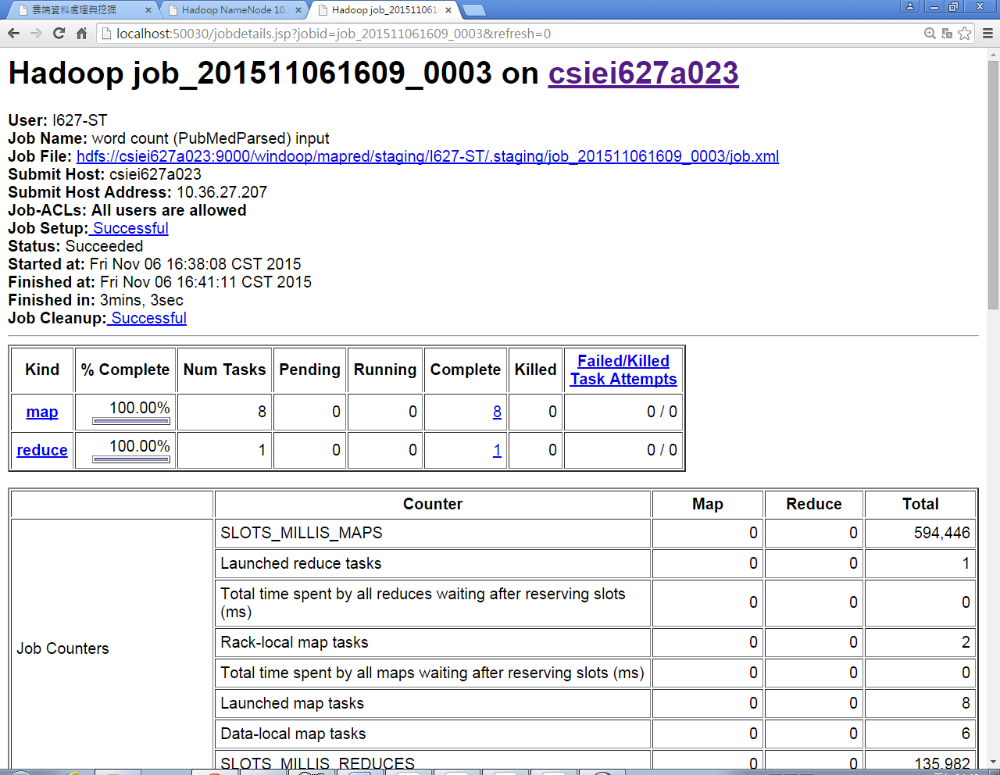 雲端資料處理與挖掘
Hadoop NameNode 10.
Hadoop job_201511061
localhost:50030/jobdetails.jsp?jobid=job_201511061609_0003&refresh=0
Hadoop job_201511061609_0003 on csiei627a023
User: I627-ST
Job Name: word count (PubMedParsed) input
Job File: hdfs://csiei627a023:9000/windoop/mapred/staging/I627-ST/.staging/job_201511061609_0003/job.xml
Submit Host: csiei627a023
Submit Host Address: 10.36.27.207
Job-ACLs: All users are allowed
Job Setup: Successful
Status: Succeeded
Started at: Fri Nov 06 16:38:08 CST 2015
Finished at: Fri Nov 06 16:41:11 CST 2015
Finished in: 3mins, 3sec
Job Cleanup: Successful
Kind % Complete Num Tasks Pending Running Complete Killed Failed/Killed
Task Attempts
map 100.00% 8 0 0 8 0 0 / 0
reduce 100.00% 1 0 0 1 0 0 / 0
Counter Map Reduce Total
Job Counters
SLOTS_MILLIS_MAPS 0 0 594,446
Launched reduce tasks 0 0 1
Total time spent by all reduces waiting after reserving slots
(ms) 0 0 0
Rack-local map tasks 0 0 2
Total time spent by all maps waiting after reserving slots (ms) 0 0 0
Launched map tasks 0 0 8
Data-local map tasks 0 0 6
SLOTS_MILLIS_REDUCES 0 0 135,982